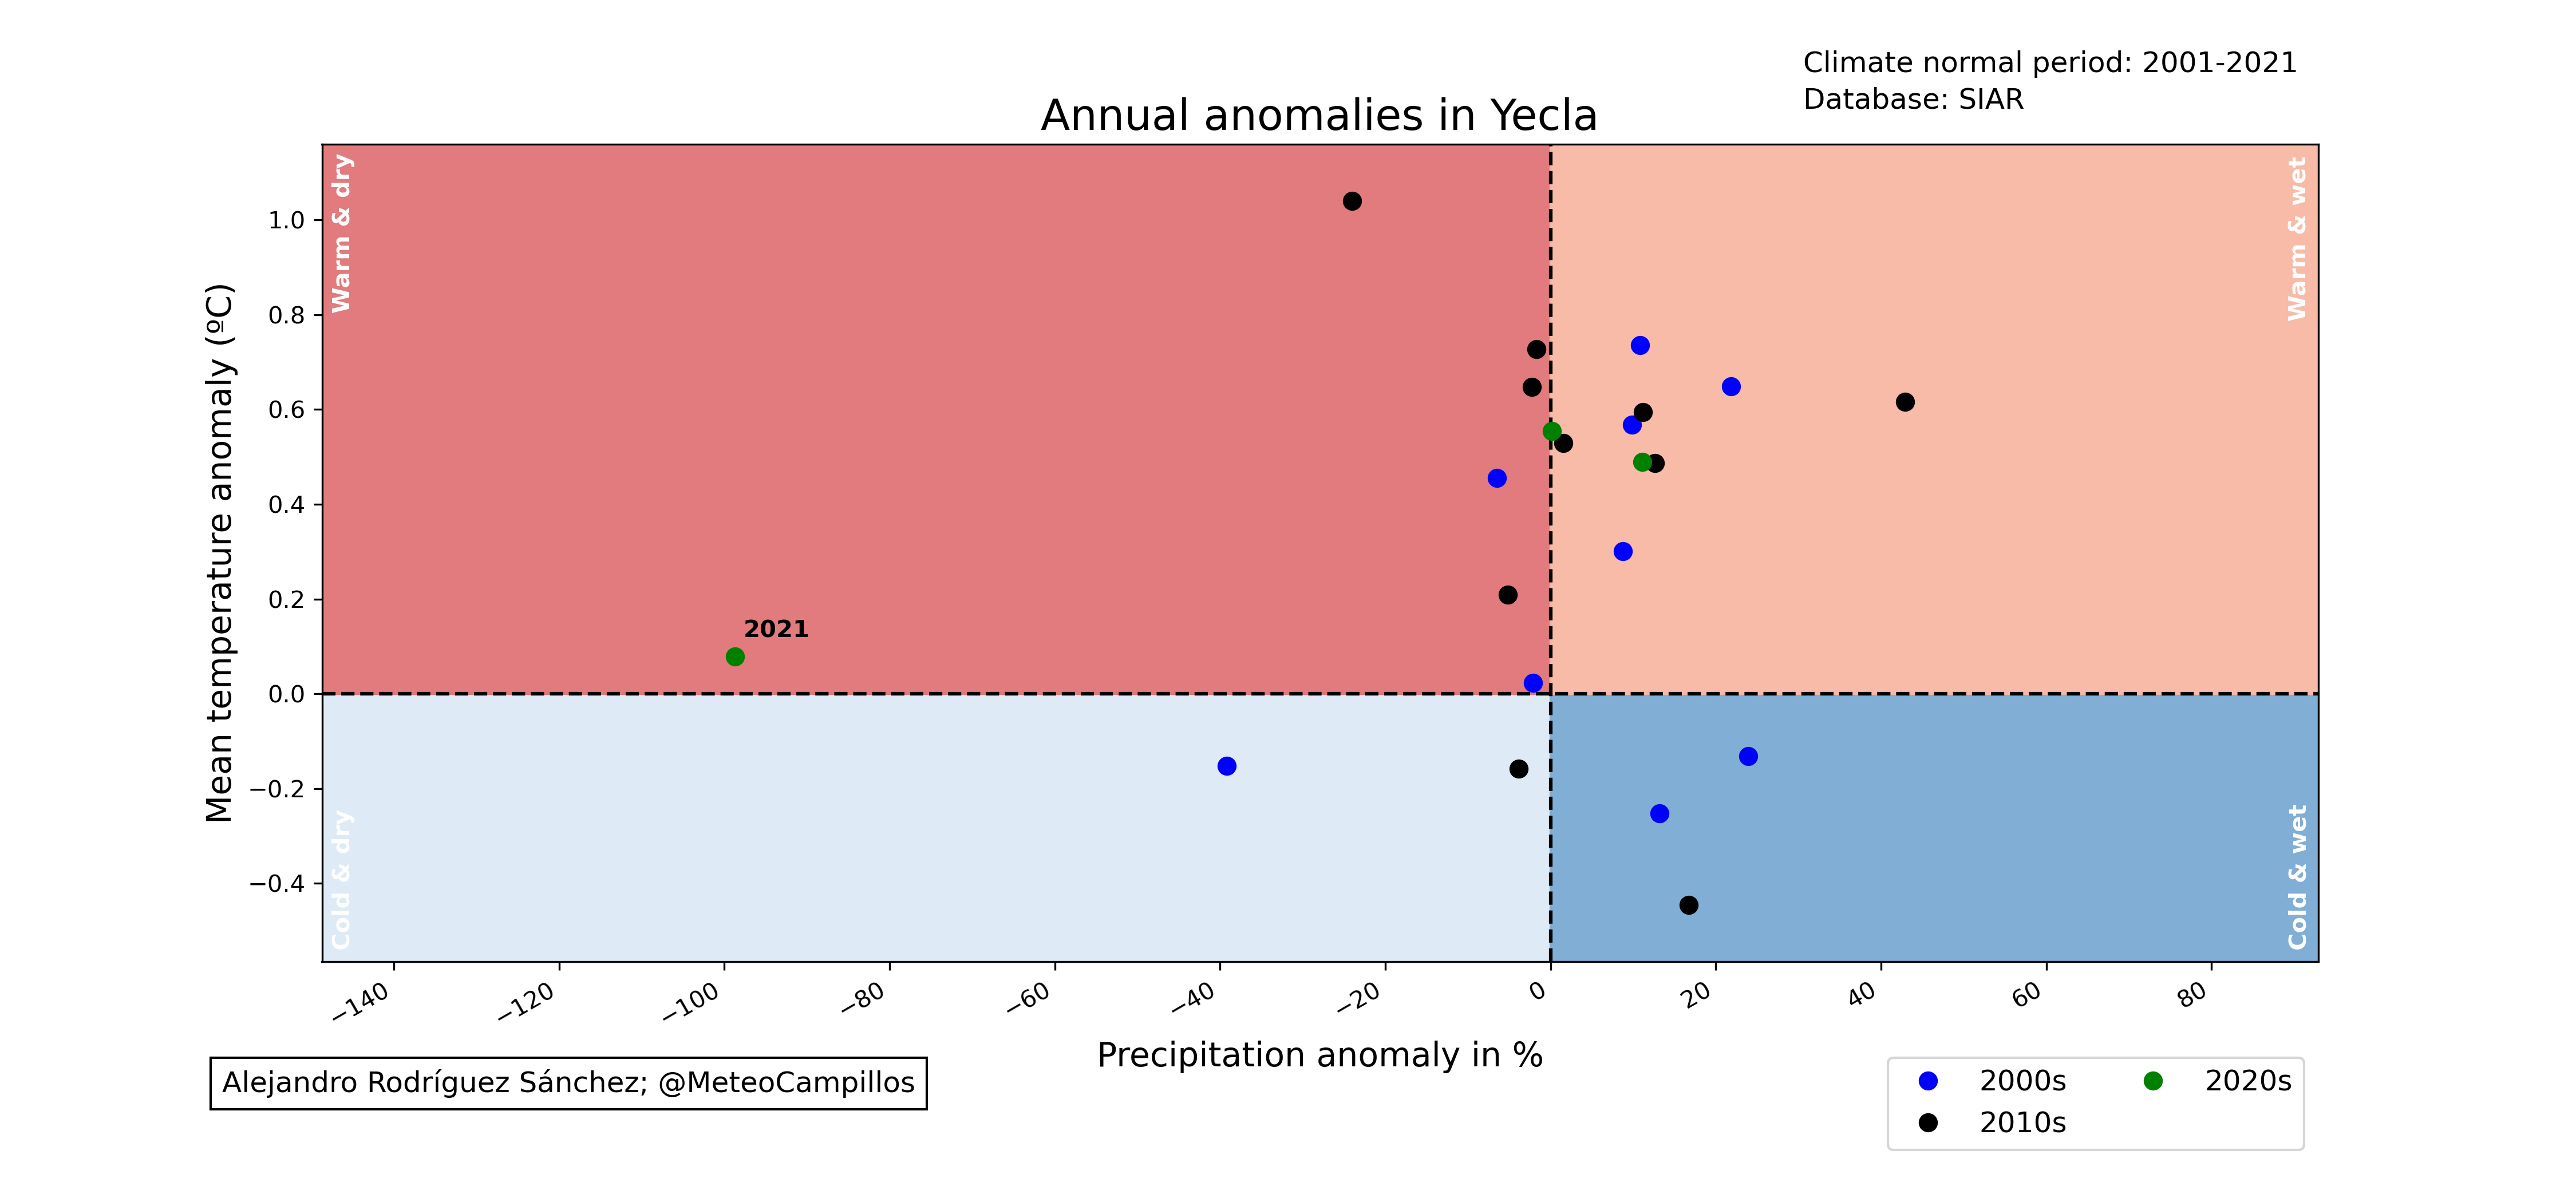 Climate normal period: 2001-2021
Database: SIAR
Annual anomalies in Yecla
Warm & dry
Warm & wet
Mean temperature anomaly (ºC)
1.0
0.8
0.6
0.4
0.2
0.0
−0.2
−0.4
2021
Cold & dry
Cold & wet
−140
−120
−100
−80
−60
−40
−20
0
20
40
60
80
Precipitation anomaly in %
Alejandro Rodríguez Sánchez; @MeteoCampillos
2000s
2020s
2010s